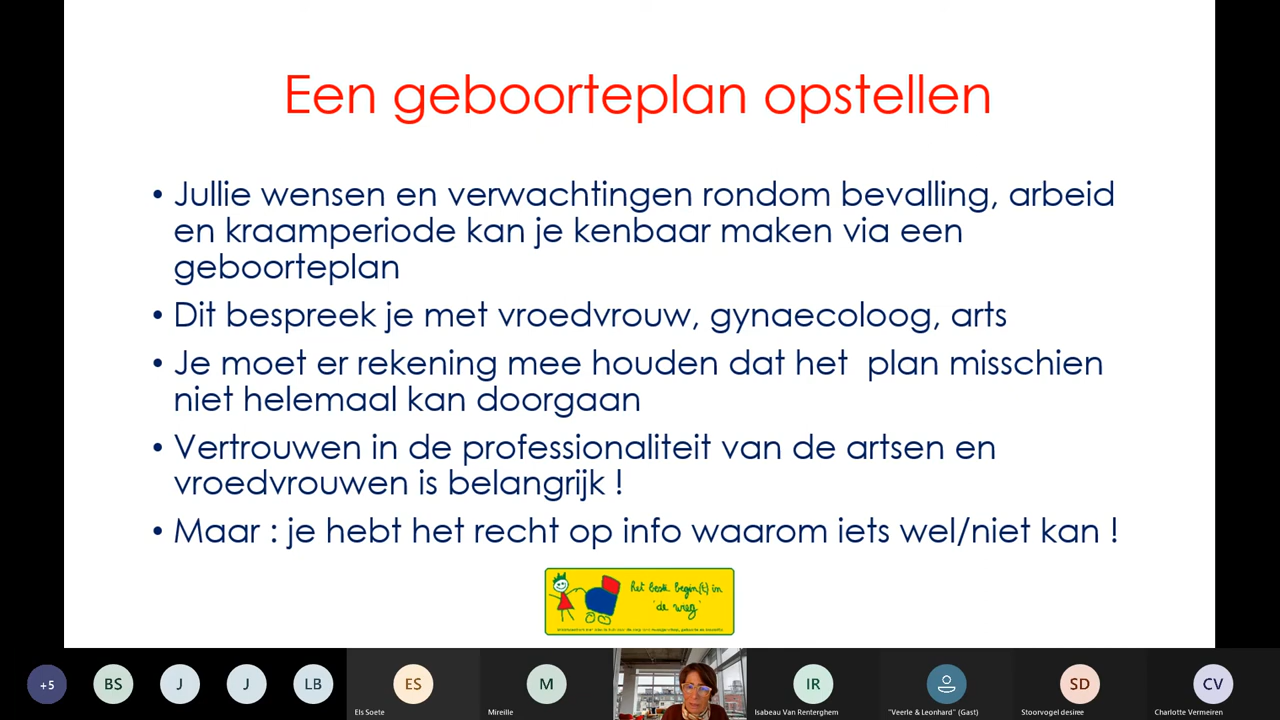 Een geboorteplan opstellen
• Jullie wensen en verwachtingen rondom bevalling, arbeid
en kraamperiode kan je kenbaar maken via een
geboorteplan
• Dit bespreek je met vroedvrouw, gynaecoloog, arts
• Je moet er rekening mee houden dat het  plan misschien
niet helemaal kan doorgaan
• Vertrouwen in de professionaliteit van de artsen en
vroedvrouwen is belangrijk !
• Maar : je hebt het recht op info waarom iets wel/niet kan !
het beste begin(t) in
'de weg'
+5
BS
J
J
LB
ES
M
IR
SD
CV
Els Soete
Mireille
Isabeau Van Renterghem
"Veerle & Leonhard" (Gast)
Stoorvogel desiree
Charlotte Vermeiren